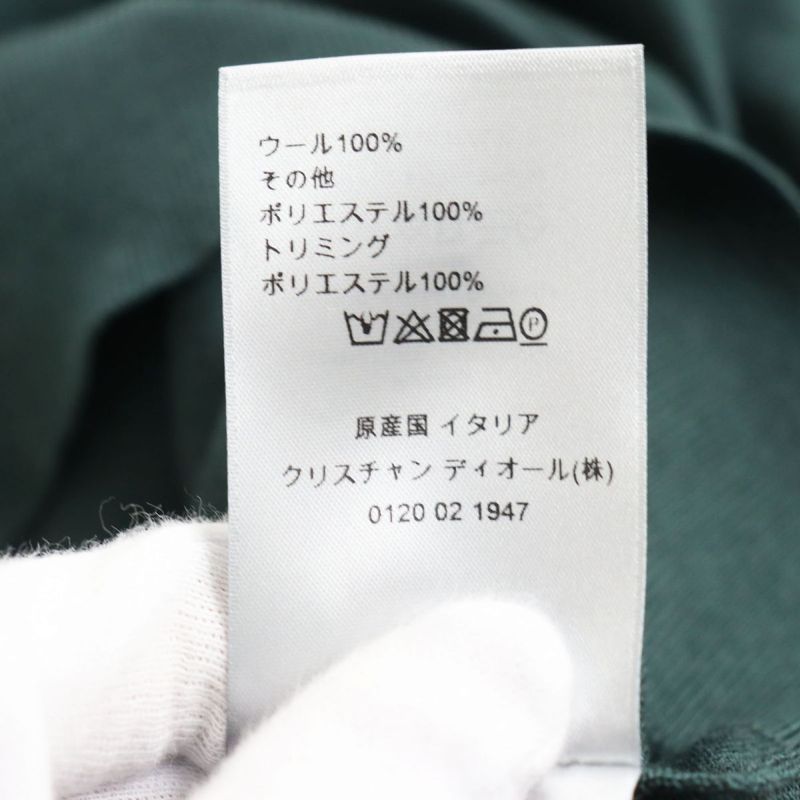 ウール100%
その他
ポリエステル100%
トリミング
ポリエステル100%
P
原産国 イタリア
クリスチャン ディオール(株)
0120 02 1947